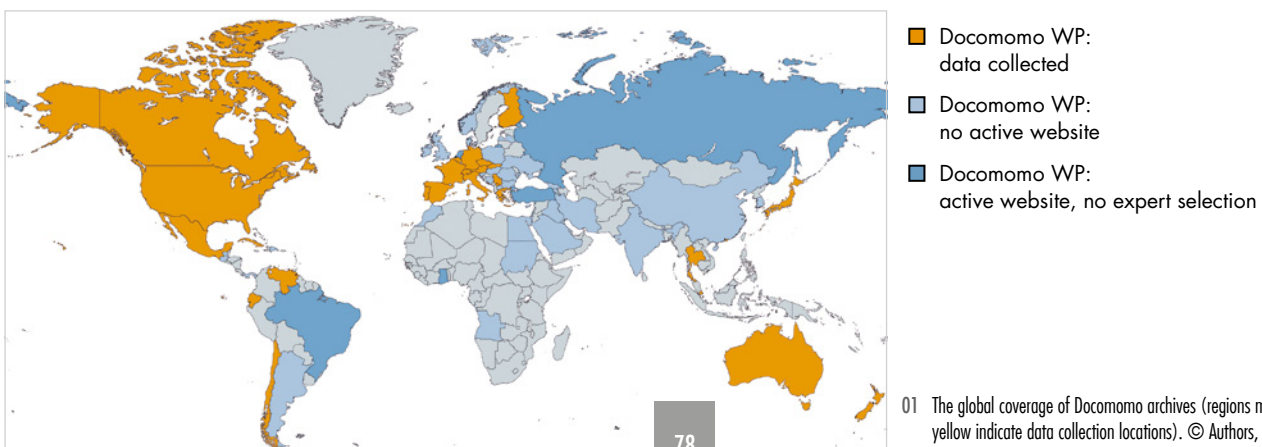 Docomomo WP:
data collected
Docomomo WP:
no active website
Docomomo WP:
active website, no expert selection
78
01 The global coverage of Docomomo archives (regions
yellow indicate data collection locations). © Authors,